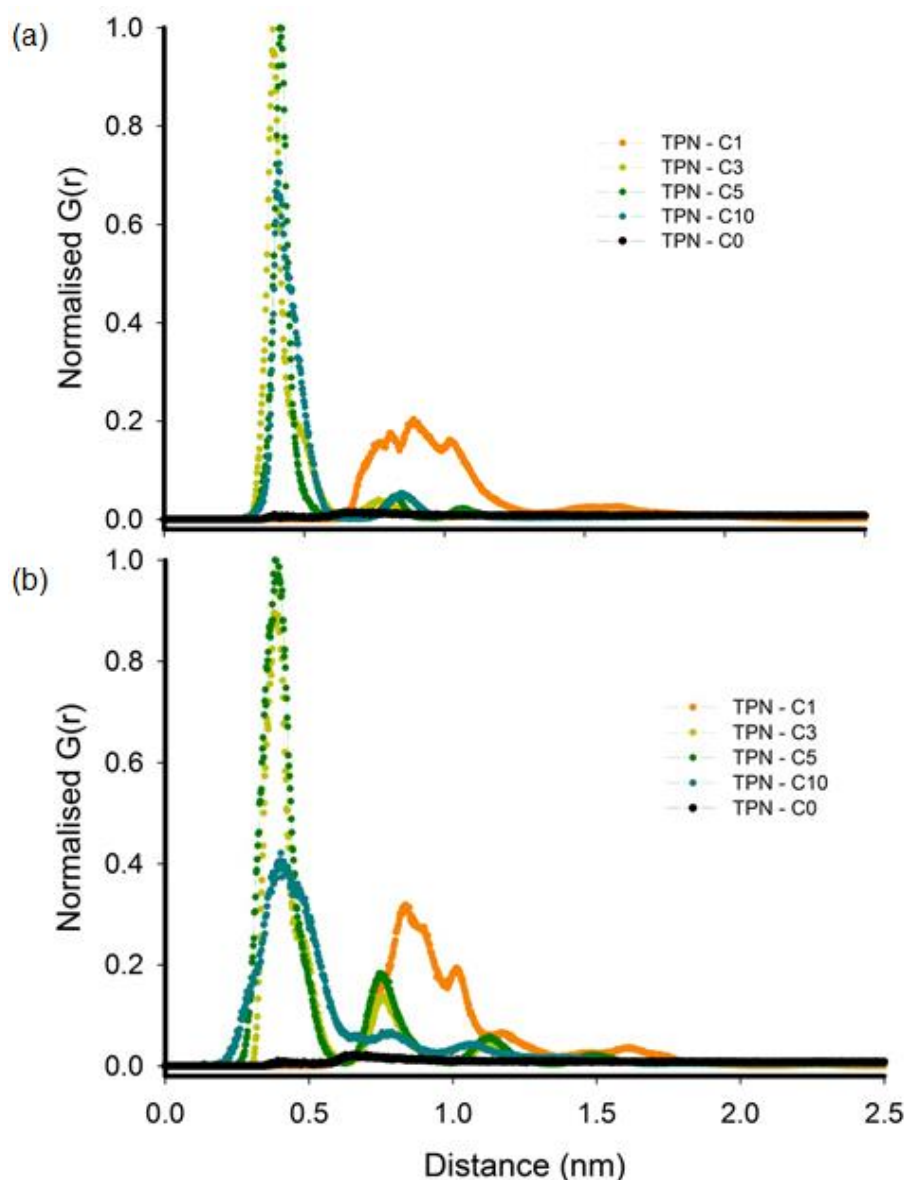 (a)
1.0
0.8
0.6
0.4
0.2
0.0
Normalised G(r)
TPN - C1
TPN - C3
TPN - C5
TPN - C10
TPN - C0
(b)
1.0
0.8
0.6
0.4
0.2
0.0
Normalised G(r)
TPN - C1
TPN - C3
TPN - C5
TPN - C10
TPN - C0
0.0 0.5 1.0 1.5 2.0 2.5
Distance (nm)